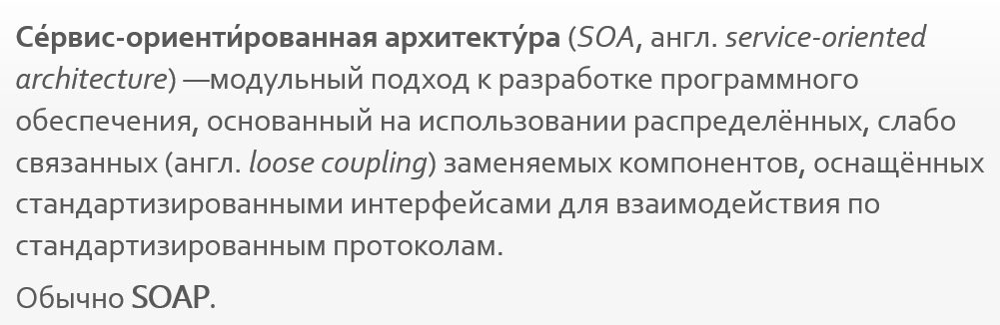 Се́рвис-ориенти́рованная архитекту́ра (SOA, англ. service-oriented
architecture) —модульный подход к разработке программного
обеспечения, основанный на использовании распределённых, слабо
связанных (англ. loose coupling) заменяемых компонентов, оснащённых
стандартизированными интерфейсами для взаимодействия по
стандартизированным протоколам.
Обычно SOAP.